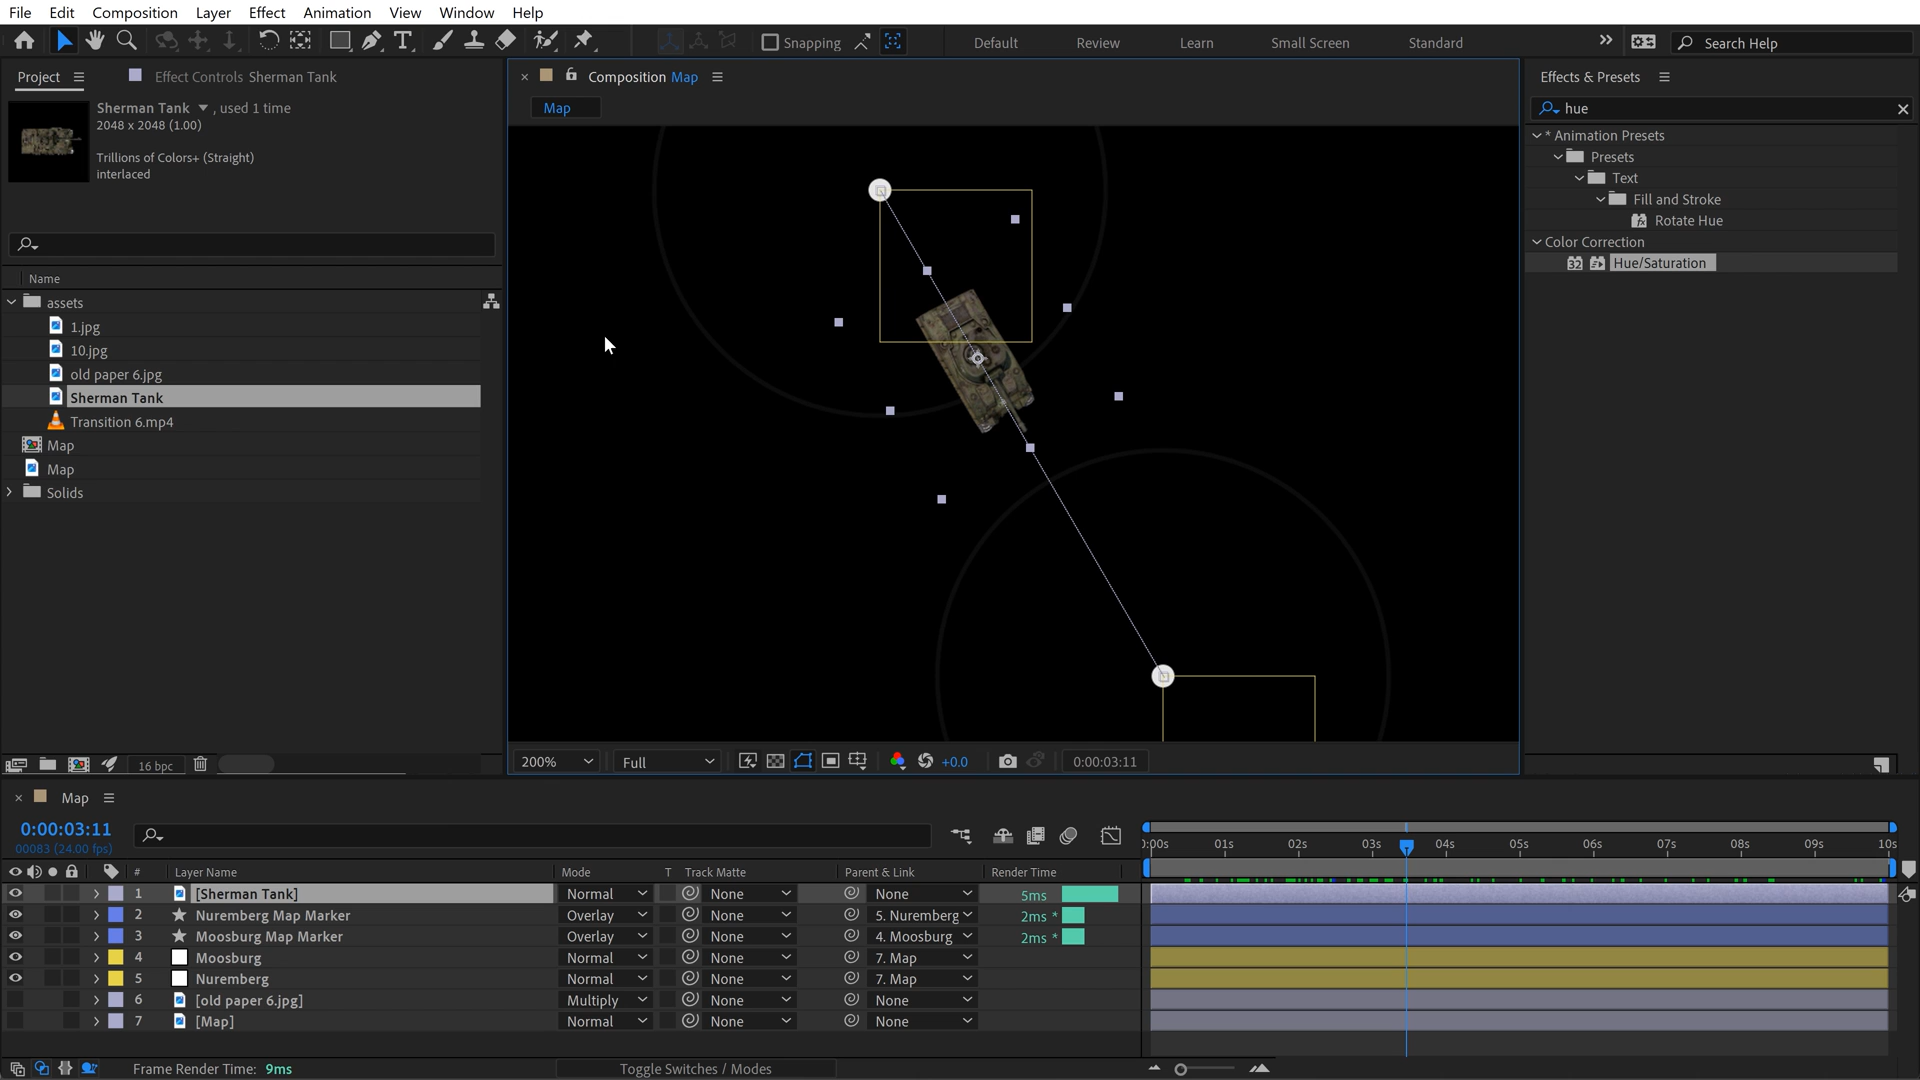 File Edit Composition Layer Effect Animation View Window Help
Snapping Default Review Learn Small Screen Standard Search Help
Project Effect Controls Sherman Tank
Sherman Tank , used 1 time
2048 x 2048 (1.00)
Trillions of Colors+ (Straight)
interlaced
Name
assets
1.jpg
10.jpg
old paper 6.jpg
Sherman Tank
Transition 6.mp4
Map
Map
Solids
16 bpc
Composition Map
Map
200% Full +0.0 0:00:03:11
Effects & Presets
hue
* Animation Presets
Presets
Text
Fill and Stroke
Rotate Hue
Color Correction
32 Hue/Saturation
Map
0:00:03:11
00083 (24.00 fps)
0:00s 01s 02s 03s 04s 05s 06s 07s 08s 09s 10s
# Layer Name Mode T Track Matte Parent & Link Render Time
1 [Sherman Tank] Normal None None 5ms
2 Nuremberg Map Marker Overlay None 5. Nuremberg 2ms *
3 Moosburg Map Marker Overlay None 4. Moosburg 2ms *
4 Moosburg Normal None 7. Map
5 Nuremberg Normal None 7. Map
6 [old paper 6.jpg] Multiply None None
7 [Map] Normal None None
Frame Render Time: 9ms Toggle Switches / Modes